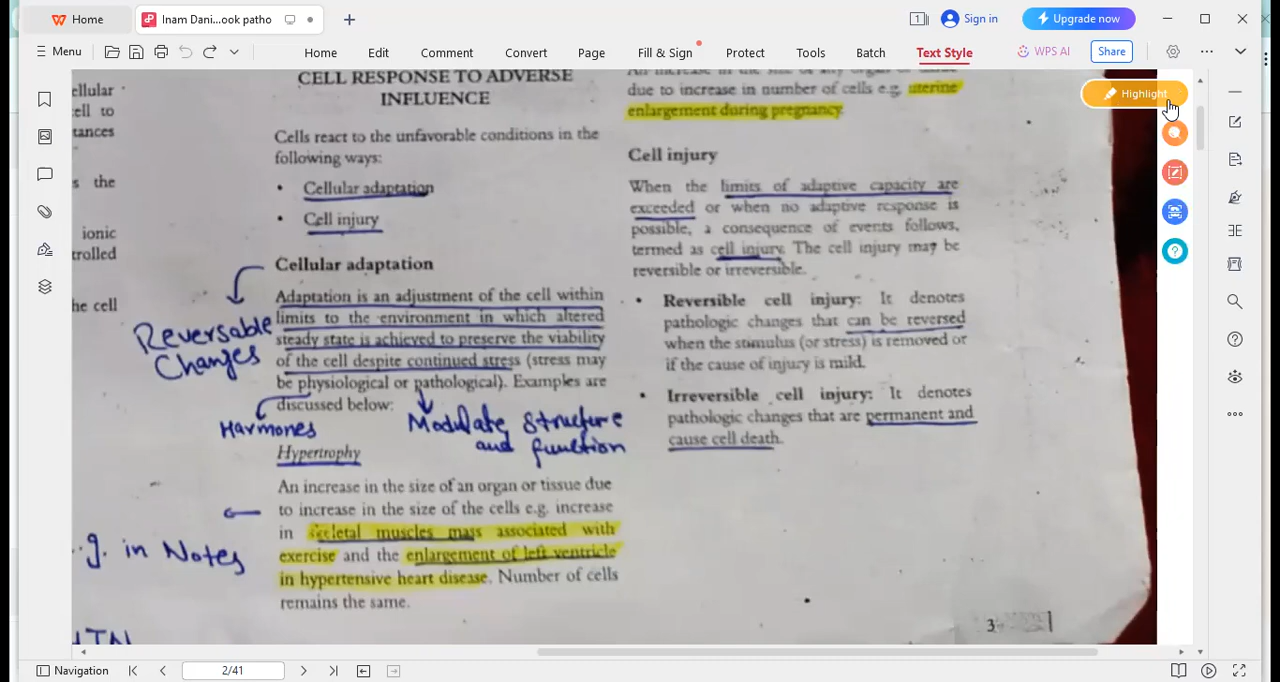 Home
Inam Dani...ook patho
Sign in
Upgrade now
Menu
Home
Edit
Comment
Convert
Page
Fill & Sign
Protect
Tools
Batch
Text Style
WPS AI
Share
Highlight
ellular
cell to
tances
s the
ionic
trolled
he cell
CELL RESPONSE TO ADVERSE
INFLUENCE
Cells react to the unfavorable conditions in the
following ways:
• Cellular adaptation
• Cell injury
Cellular adaptation
Adaptation is an adjustment of the cell within
limits to the environment in which altered
steady state is achieved to preserve the viability
of the cell despite continued stress (stress may
be physiological or pathological). Examples are
discussed below:
Reversable
Changes
Harmones
Modulate Structure
and function
Hypertrophy
An increase in the size of an organ or tissue due
to increase in the size of the cells e.g. increase
in skeletal muscles mass associated with
exercise and the enlargement of left ventricle
in hypertensive heart disease. Number of cells
remains the same.
.g. in Notes
HTN
due to increase in number of cells e.g. uterine
enlargement during pregnancy.
Cell injury
When the limits of adaptive capacity are
exceeded or when no adaptive response is
possible, a consequence of events follows,
termed as cell injury. The cell injury may be
reversible or irreversible.
• Reversible cell injury: It denotes
pathologic changes that can be reversed
when the stimulus (or stress) is removed or
if the cause of injury is mild.
• Irreversible cell injury: It denotes
pathologic changes that are permanent and
cause cell death.
3
Navigation
2/41